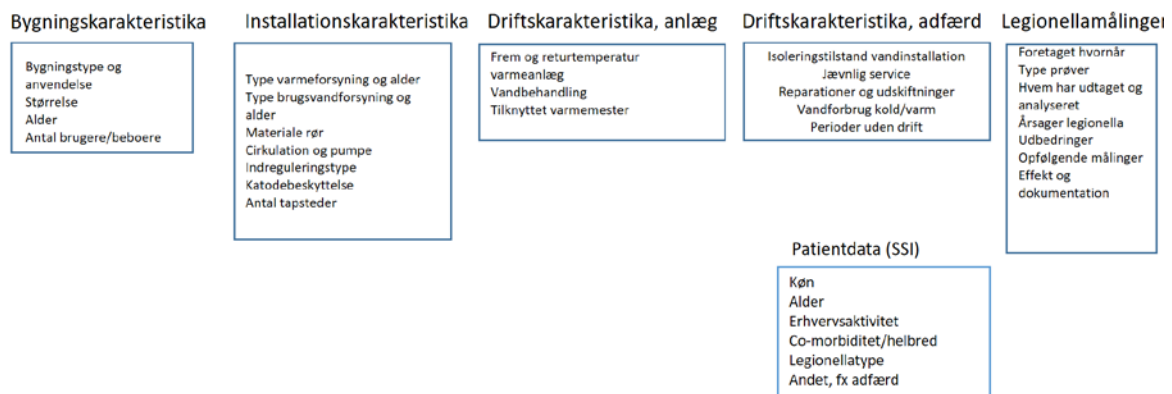 Bygningskarakteristika
Bygningstype og
anvendelse
Størrelse
Alder
Antal brugere/beboere
Installationskarakteristika
Type varmeforsyning og alder
Type brugsvandforsyning og
alder
Materiale rør
Cirkulation og pumpe
Indreguleringstype
Katodebeskyttelse
Antal tapsteder
Driftskarakteristika, anlæg
Frem og returtemperatur
varmeanlæg
Vandbehandling
Tilknyttet varmemester
Driftskarakteristika, adfærd
Isoleringstilstand vandinstallation
Jævnlig service
Reparationer og udskiftninger
Vandforbrug kold/varm
Perioder uden drift
Legionellamålinger
Foretaget hvornår
Type prøver
Hvem har udtaget og
analyseret
Årsager legionella
Udbedringer
Opfølgende målinger
Effekt og
dokumentation
Patientdata (SSI)
Køn
Alder
Erhvervsaktivitet
Co-morbiditet/helbred
Legionellatype
Andet, fx adfærd